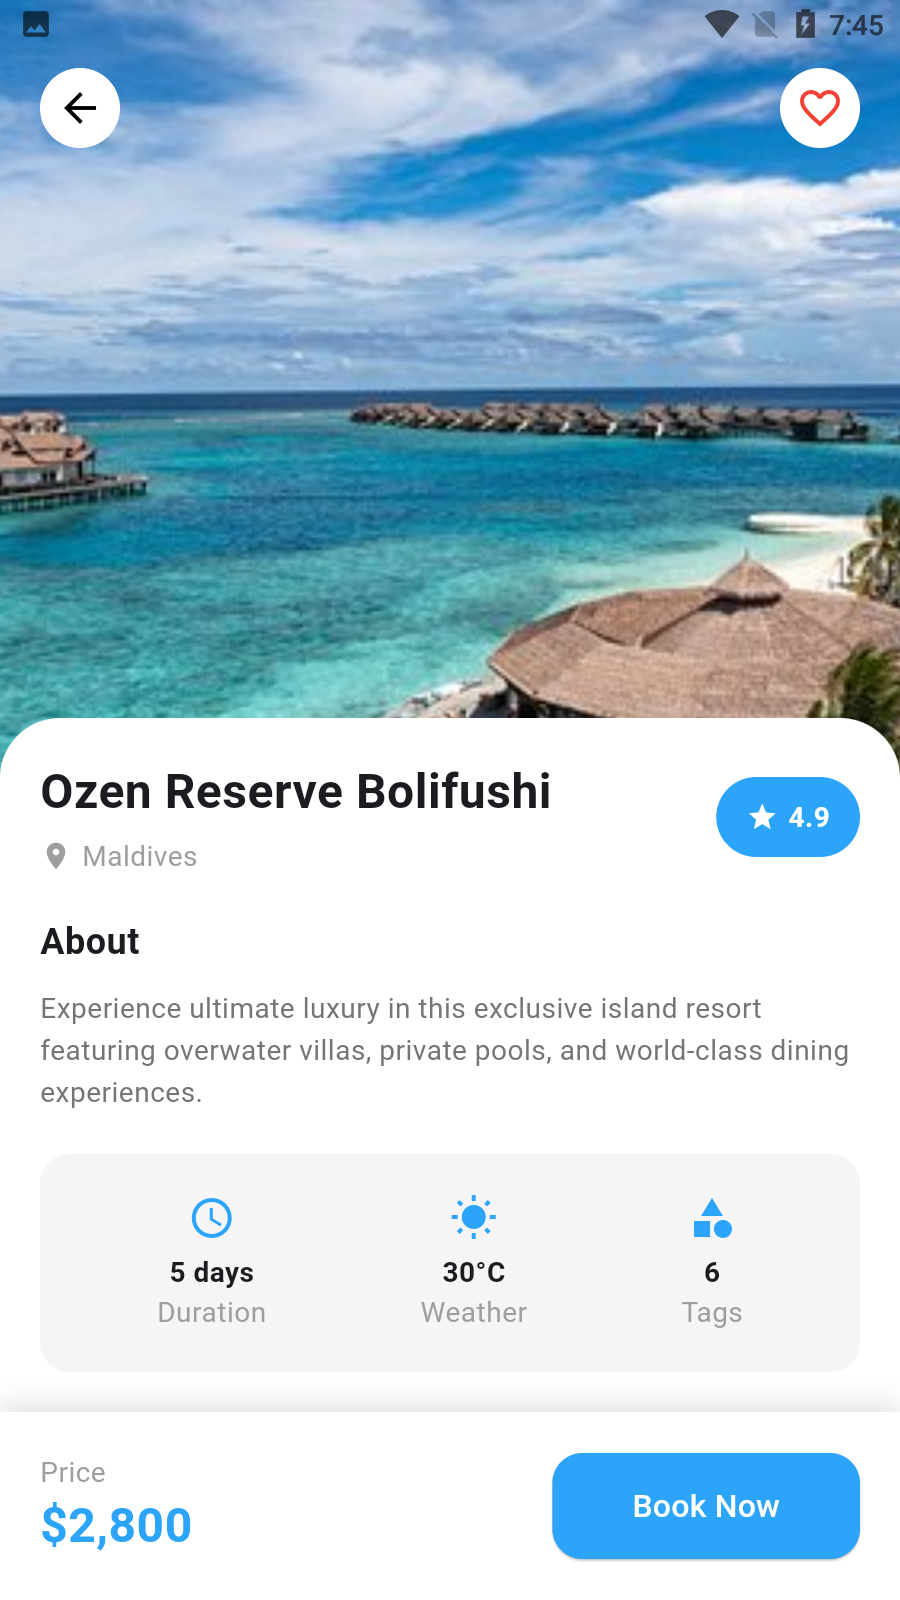 7:45
Ozen Reserve Bolifushi
4.9
Maldives
About
Experience ultimate luxury in this exclusive island resort
featuring overwater villas, private pools, and world-class dining
experiences.
5 days
30°C
6
Duration
Weather
Tags
Price
$2,800
Book Now